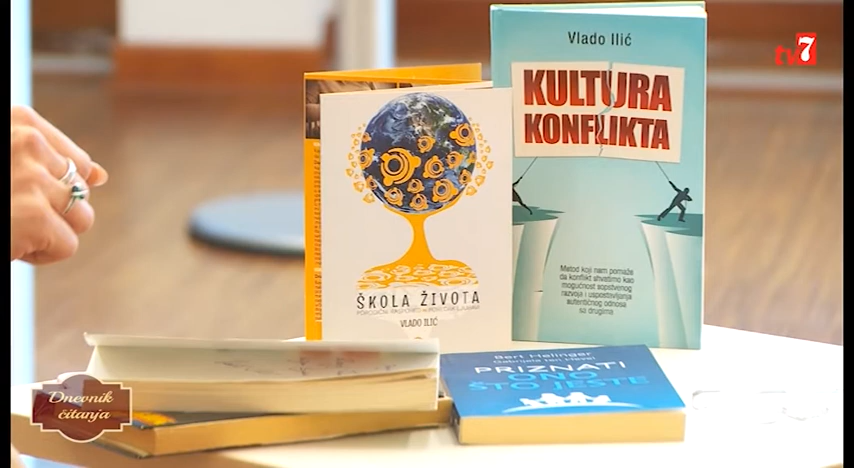 tv7
Vlado Ilić
KULTURA
KONFLIKTA
Metod koji nam pomaže
da konflikt shvatimo kao
mogućnost sopstvenog
razvoja i uspostavljanja
autentičnog odnosa
sa drugima
ŠKOLA ŽIVOTA
VLADO ILIĆ
Bert Helinger
PRIZNATI
ONO
ŠTO JESTE
Dnevnik
čitanja